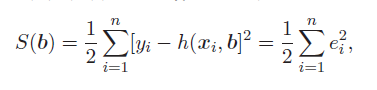 S(b) = \frac{1}{2} \sum_{i=1}^{n} [y_i - h(x_i, b]^2 = \frac{1}{2} \sum_{i=1}^{n} e_i^2,